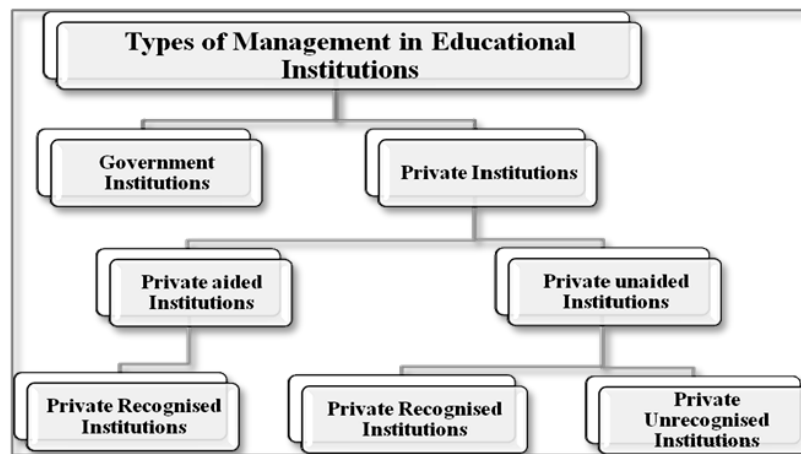 Types of Management in Educational
Institutions
Government
Institutions
Private Institutions
Private aided
Institutions
Private unaided
Institutions
Private Recognised
Institutions
Private Recognised
Institutions
Private
Unrecognised
Institutions